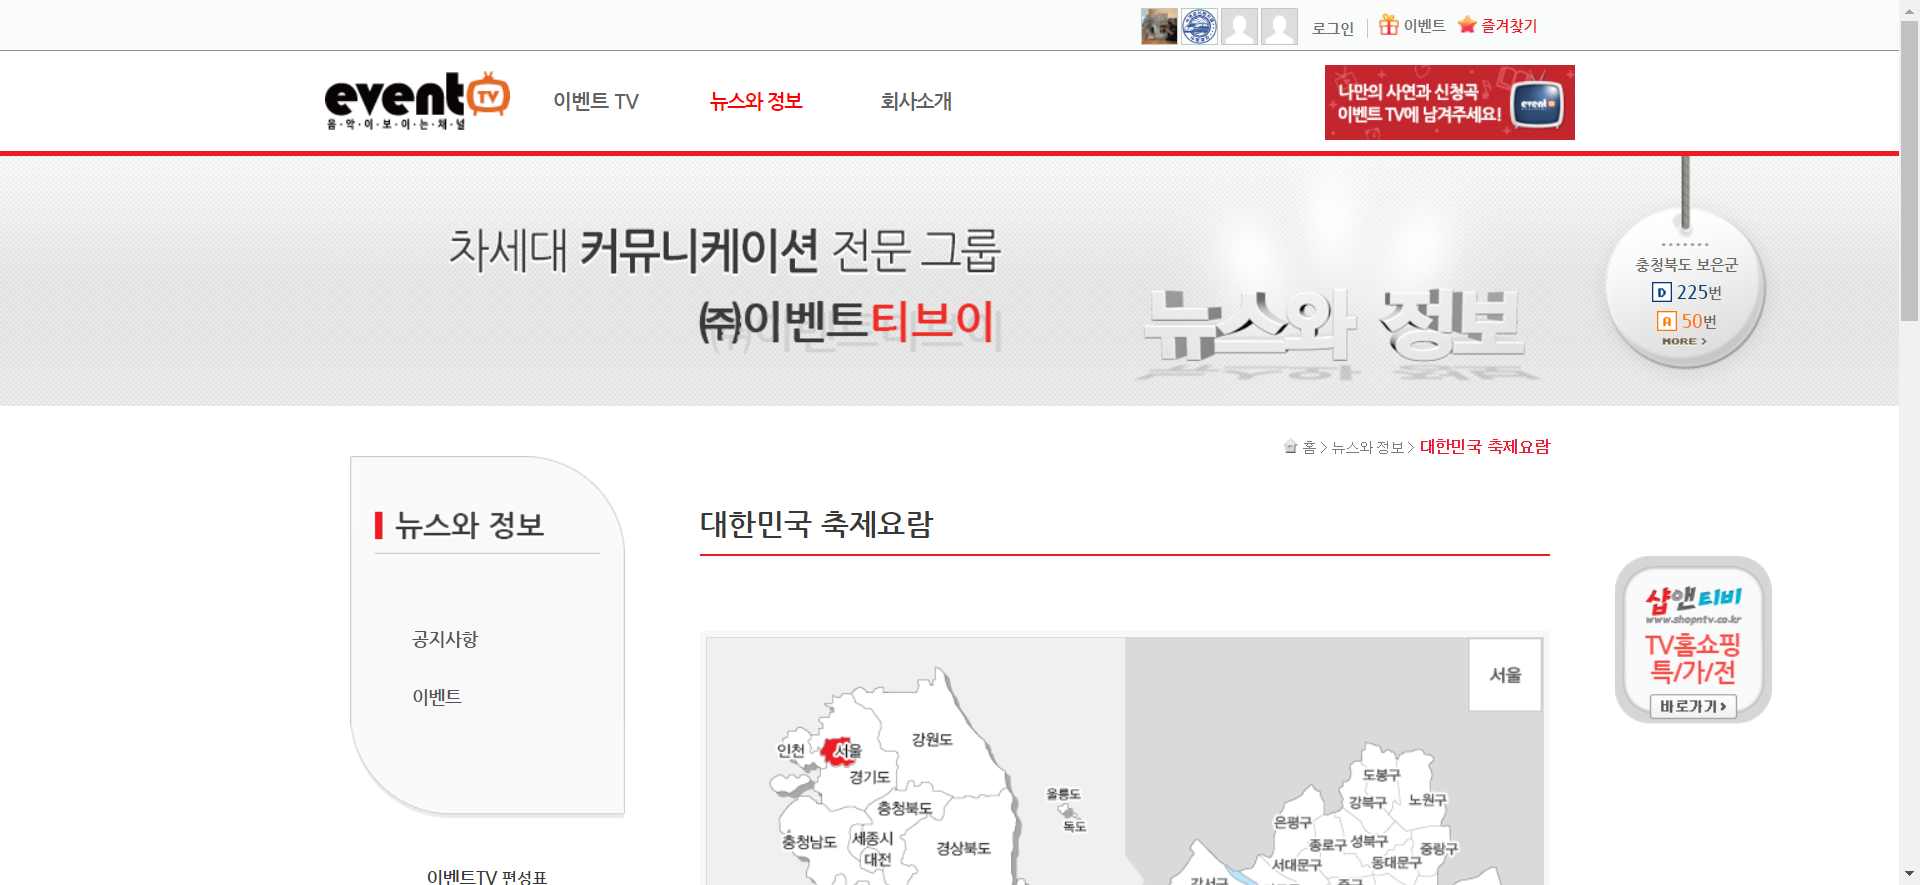 로그인
이벤트
즐겨찾기
event TV
음·악·이·보·이·는·채·널
이벤트 TV
뉴스와 정보
회사소개
나만의 사연과 신청곡
이벤트 TV에 남겨주세요!
event
차세대 커뮤니케이션 전문 그룹
㈜이벤트티브이
뉴스와 정보
충청북도 보은군
D 225번
A 50번
MORE >
홈 > 뉴스와 정보 > 대한민국 축제요람
뉴스와 정보
공지사항
이벤트
이벤트TV 편성표
대한민국 축제요람
인천
서울
강원도
경기도
충청북도
울릉도
독도
충청남도
세종시
대전
경상북도
서울
도봉구
강북구
노원구
은평구
종로구
성북구
중랑구
서대문구
동대문구
강서구
중구
샵앤티비
www.shopntv.co.kr
TV홈쇼핑
특/가/전
바로가기 >